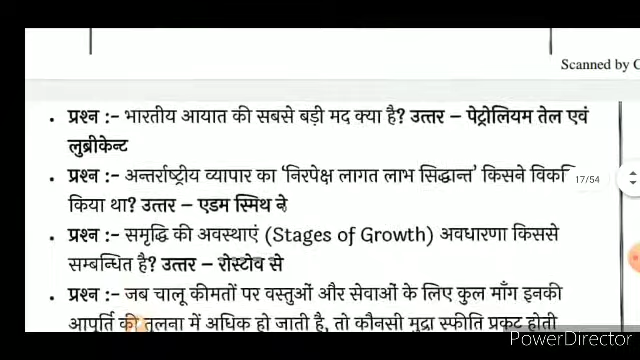 Scanned by C
• प्रश्न :- भारतीय आयात की सबसे बड़ी मद क्या है? उत्तर – पेट्रोलियम तेल एवं
लुब्रीकेन्ट
• प्रश्न :- अन्तर्राष्ट्रीय व्यापार का ‘निरपेक्ष लागत लाभ सिद्धान्त’ किसने
17/54
किया था? उत्तर – एडम स्मिथ ने
• प्रश्न :- समृद्धि की अवस्थाएं (Stages of Growth) अवधारणा किससे
सम्बन्धित है? उत्तर – रोस्टोव से
• प्रश्न :- जब चालू कीमतों पर वस्तुओं और सेवाओं के लिए कुल माँग इनकी
आपूर्ति की तुलना में अधिक हो जाती है, तो कौनसी मुद्रा स्फीति प्रकट होती
PowerDirector